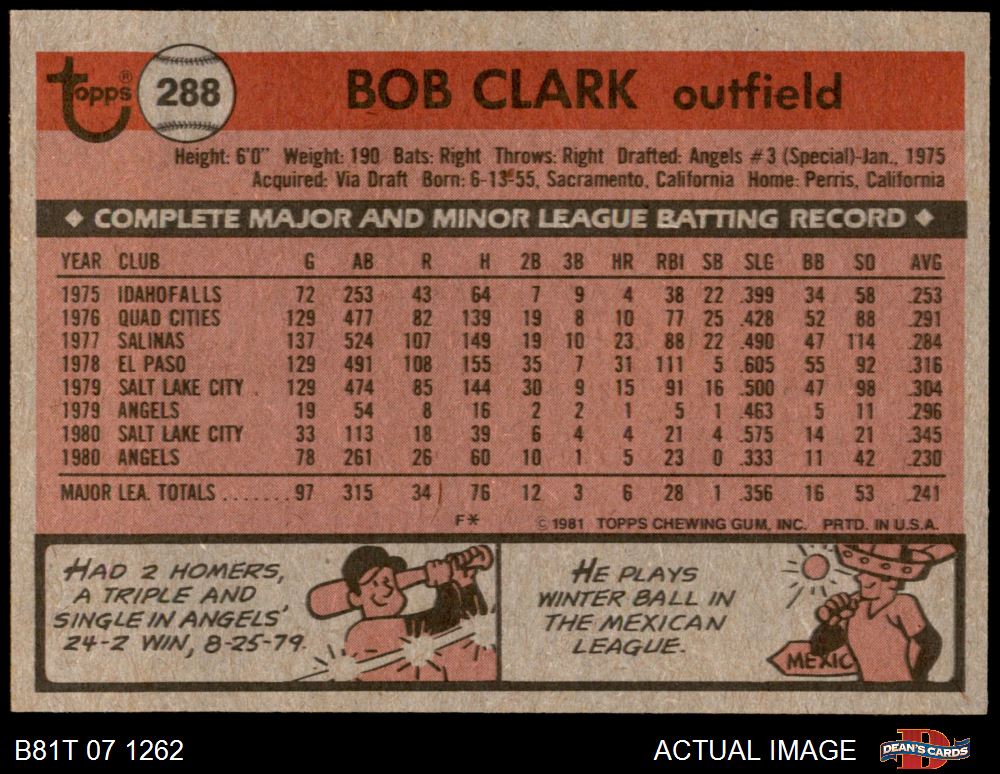 Topps® 288 BOB CLARK outfield
Height: 6'0" Weight: 190 Bats: Right Throws: Right Drafted: Angels #3 (Special)-Jan., 1975
Acquired: Via Draft Born: 6-13-55, Sacramento, California Home: Perris, California
◆ COMPLETE MAJOR AND MINOR LEAGUE BATTING RECORD ◆
YEAR CLUB G AB R H 2B 3B HR RBI SB SLG BB SO AVG
1975 IDAHOFALLS 72 253 43 64 7 9 4 38 22 .399 34 58 .253
1976 QUAD CITIES 129 477 82 139 19 8 10 77 25 .428 52 88 .291
1977 SALINAS 137 524 107 149 19 10 23 88 22 .490 47 114 .284
1978 EL PASO 129 491 108 155 35 7 31 111 5 .605 55 92 .316
1979 SALT LAKE CITY . 129 474 85 144 30 9 15 91 16 .500 47 98 .304
1979 ANGELS 19 54 8 16 2 2 1 5 1 .463 5 11 .296
1980 SALT LAKE CITY 33 113 18 39 6 4 4 21 4 .575 14 21 .345
1980 ANGELS 78 261 26 60 10 1 5 23 0 .333 11 42 .230
MAJOR LEA. TOTALS ....... 97 315 34 76 12 3 6 28 1 .356 16 53 .241
F* © 1981 TOPPS CHEWING GUM, INC. PRTD. IN U.S.A.
HAD 2 HOMERS,
A TRIPLE AND
SINGLE IN ANGELS'
24-2 WIN, 8-25-79.
HE PLAYS
WINTER BALL IN
THE MEXICAN
LEAGUE.
MEXIC
B81T 07 1262 ACTUAL IMAGE DEAN'S CARDS